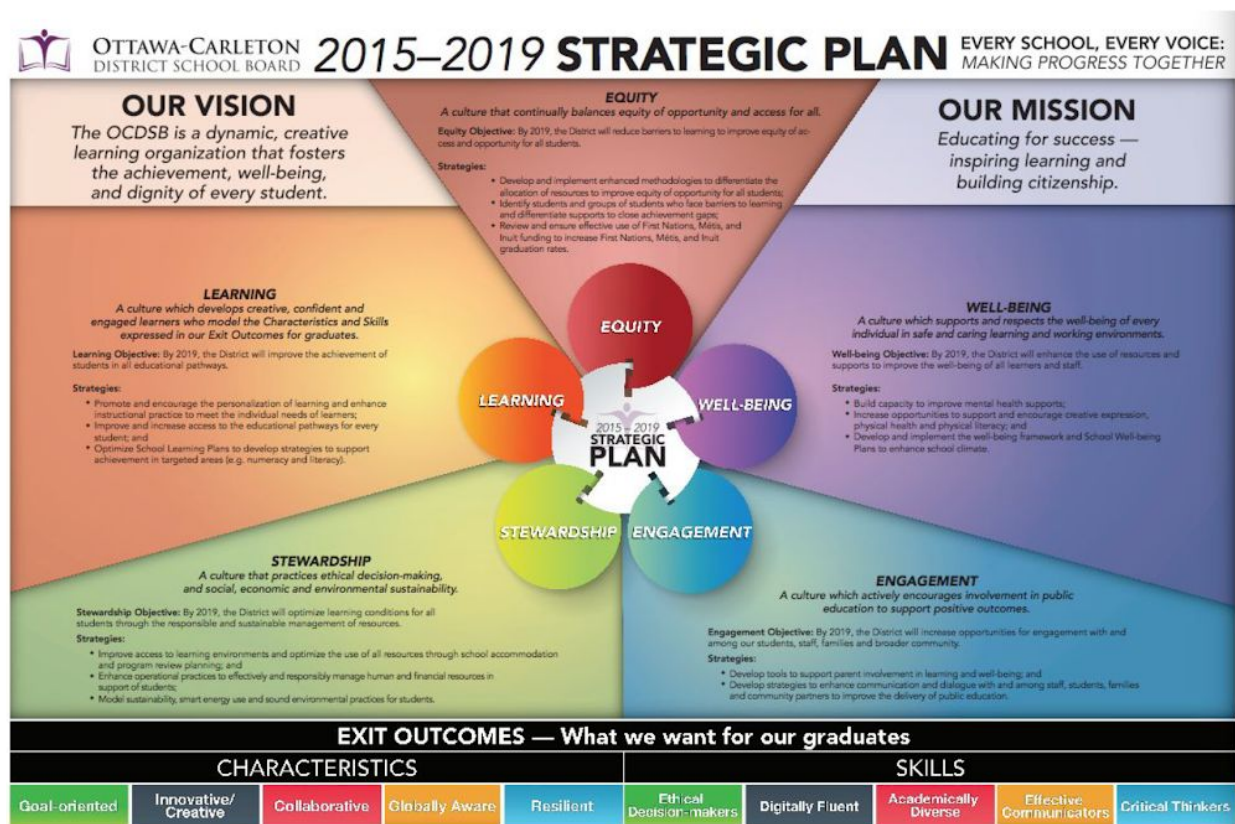 OTTAWA-CARLETON
DISTRICT SCHOOL BOARD
2015–2019 STRATEGIC PLAN
EVERY SCHOOL, EVERY VOICE:
MAKING PROGRESS TOGETHER
OUR VISION
The OCDSB is a dynamic, creative
learning organization that fosters
the achievement, well-being,
and dignity of every student.
EQUITY
A culture that continually balances equity of opportunity and access for all.
Equity Objective: By 2019, the District will reduce barriers to learning to improve equity of ac-
cess and opportunity for all students.
Strategies:
• Develop and implement enhanced methodologies to differentiate the
allocation of resources to improve equity of opportunity for all students;
• Identify students and groups of students who face barriers to learning
and differentiate supports to close achievement gaps;
• Review and ensure effective use of First Nations, Métis, and
Inuit funding to increase First Nations, Métis, and Inuit
graduation rates.
OUR MISSION
Educating for success —
inspiring learning and
building citizenship.
LEARNING
A culture which develops creative, confident and
engaged learners who model the Characteristics and Skills
expressed in our Exit Outcomes for graduates.
Learning Objective: By 2019, the District will improve the achievement of
students in all educational pathways.
Strategies:
• Promote and encourage the personalization of learning and enhance
instructional practice to meet the individual needs of learners;
• Improve and increase access to the educational pathways for every
student; and
• Optimize School Learning Plans to develop strategies to support
achievement in targeted areas (e.g. numeracy and literacy).
EQUITY
LEARNING
WELL-BEING
2015 – 2019
STRATEGIC
PLAN
STEWARDSHIP
ENGAGEMENT
WELL-BEING
A culture which supports and respects the well-being of every
individual in safe and caring learning and working environments.
Well-being Objective: By 2019, the District will enhance the use of resources and
supports to improve the well-being of all learners and staff.
Strategies:
• Build capacity to improve mental health supports;
• Increase opportunities to support and encourage creative expression,
physical health and physical literacy; and
• Develop and implement the well-being framework and School Well-being
Plans to enhance school climate.
STEWARDSHIP
A culture that practices ethical decision-making,
and social, economic and environmental sustainability.
Stewardship Objective: By 2019, the District will optimize learning conditions for all
students through the responsible and sustainable management of resources.
Strategies:
• Improve access to learning environments and optimize the use of all resources through school accommodation
and program review planning; and
• Enhance operational practices to effectively and responsibly manage human and financial resources in
support of students;
• Model sustainability, smart energy use and sound environmental practices for students.
ENGAGEMENT
A culture which actively encourages involvement in public
education to support positive outcomes.
Engagement Objective: By 2019, the District will increase opportunities for engagement with and
among our students, staff, families and broader community.
Strategies:
• Develop tools to support parent involvement in learning and well-being; and
• Develop strategies to enhance communication and dialogue with and among staff, students, families
and community partners to improve the delivery of public education.
EXIT OUTCOMES — What we want for our graduates
CHARACTERISTICS
SKILLS
Goal-oriented
Innovative/
Creative
Collaborative
Globally Aware
Resilient
Ethical
Decision-makers
Digitally Fluent
Academically
Diverse
Effective
Communicators
Critical Thinkers